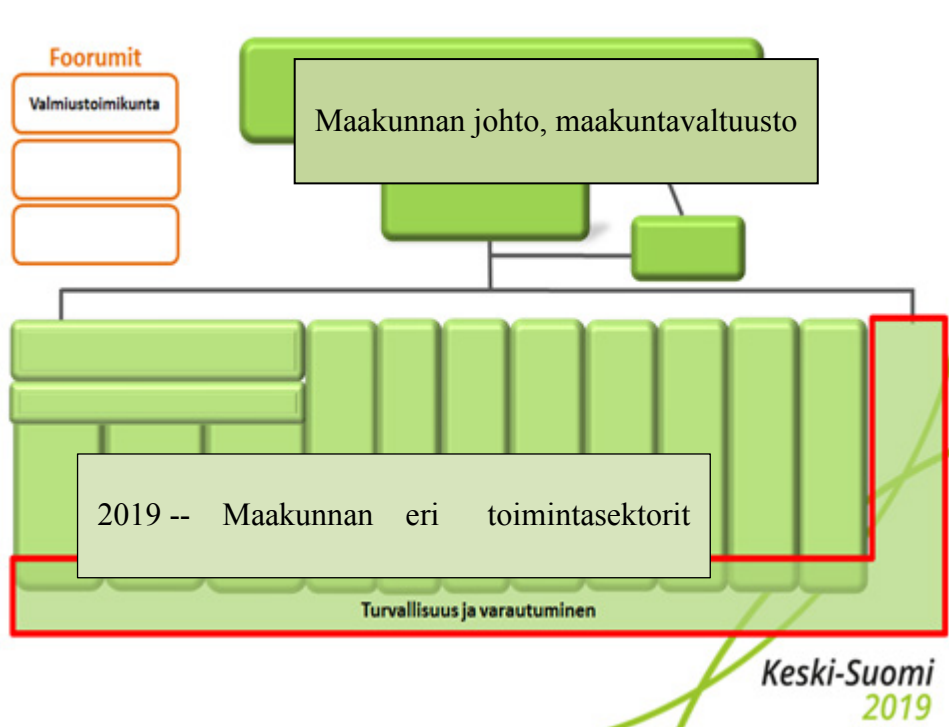 Foorumit
Valmiustoimikunta
Maakunnan johto, maakuntavaltuusto
2019 -- Maakunnan eri toimintasektorit
Turvallisuus ja varautuminen
Keski-Suomi
2019